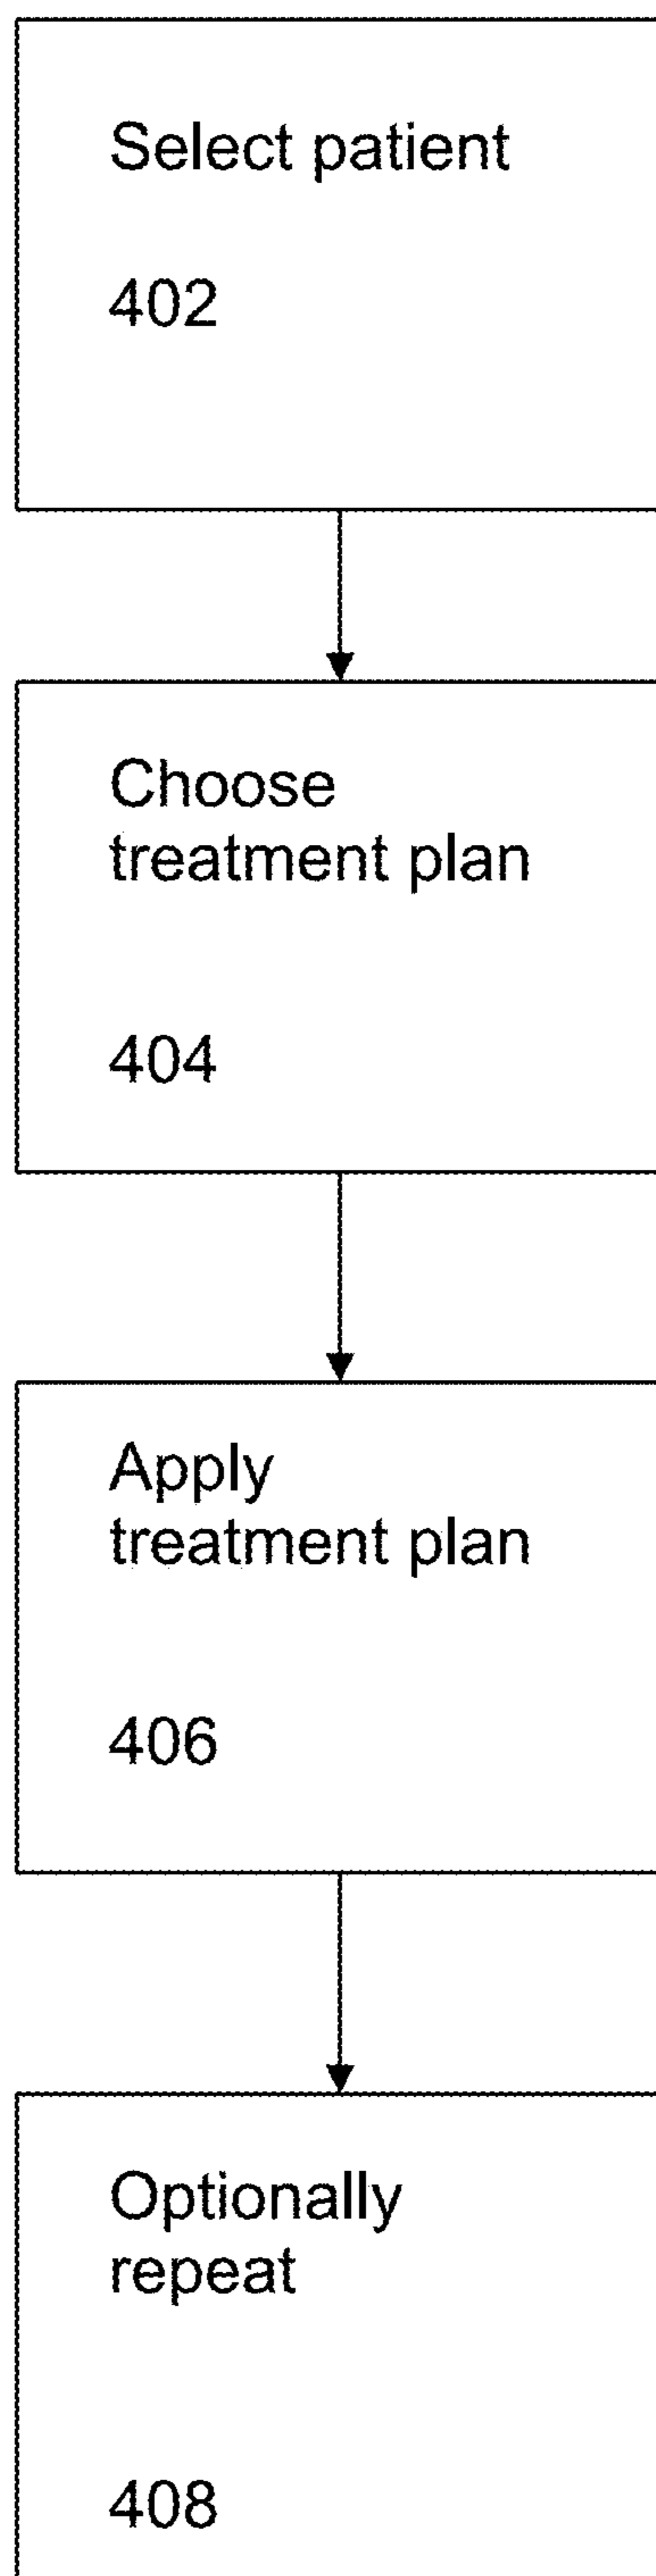 Select patient
402
Choose
treatment plan
404
Apply
treatment plan
406
Optionally
repeat
408